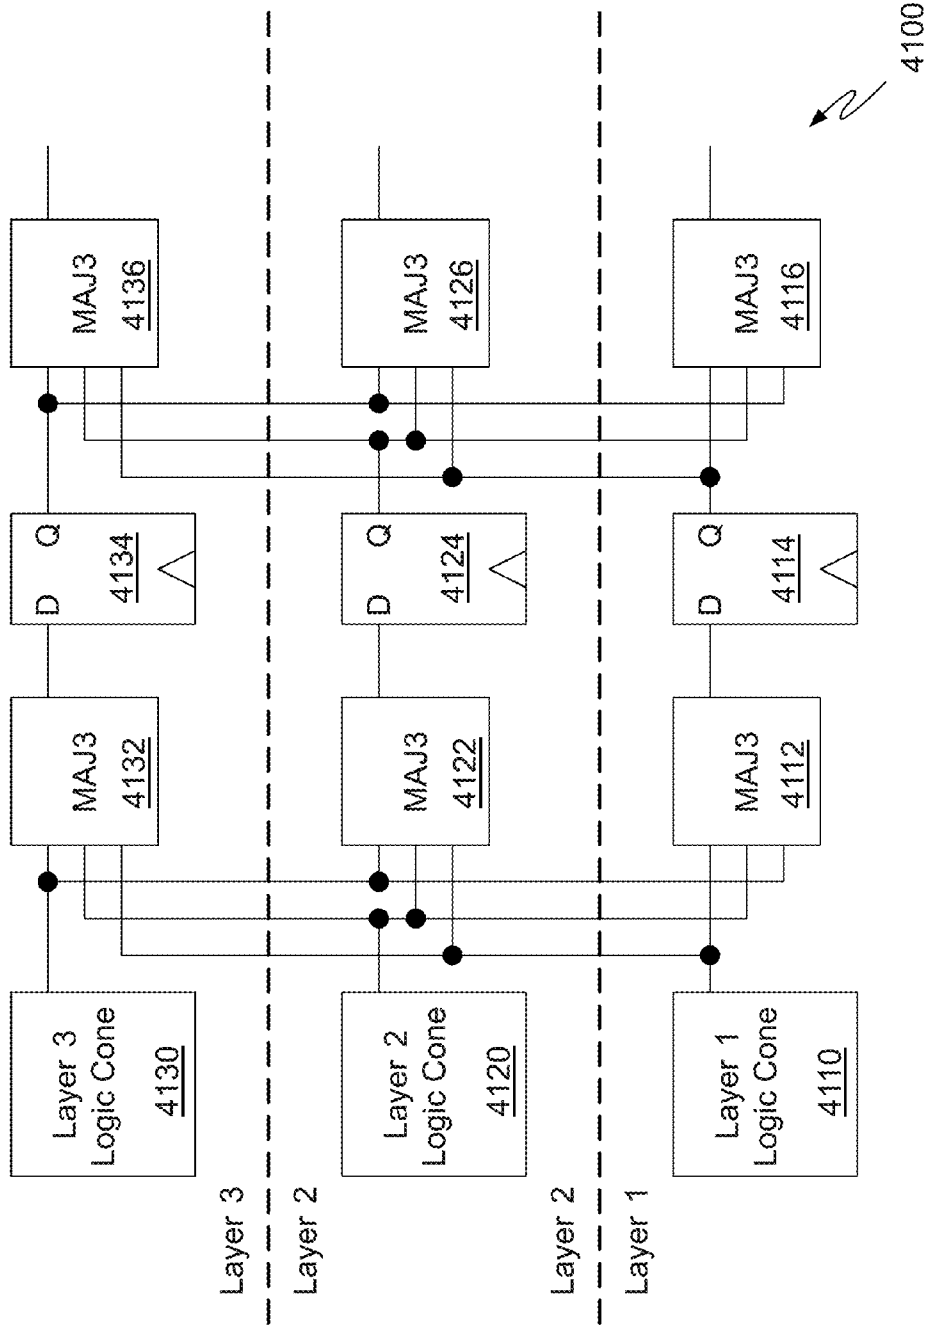 Layer 3
Logic Cone
4130
MAJ3
4132
D
Q
4134
MAJ3
4136
Layer 3
Layer 2
Layer 2
Logic Cone
4120
MAJ3
4122
D
Q
4124
MAJ3
4126
Layer 2
Layer 1
Layer 1
Logic Cone
4110
MAJ3
4112
D
Q
4114
MAJ3
4116
4100